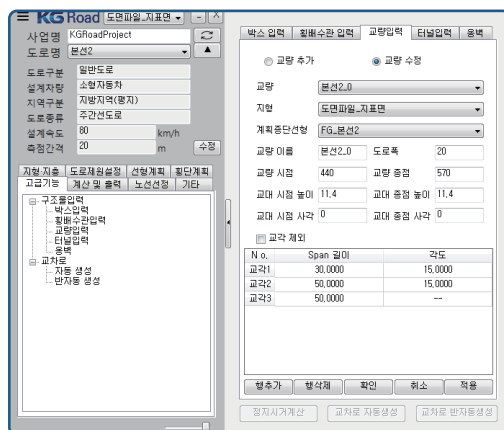 KG Road 도면파일_지표면
사업명 KGRoadProject
도로명 본선2
도로구분 일반도로
설계차량 소형자동차
지역구분 지방지역(평지)
도로종류 주간선도로
설계속도 80 km/h
측점간격 20 m 수정
지형·지층 도로제원설정 선형계획 횡단계획
고급기능 계산 및 출력 노선선정 기타
구조물입력
박스입력
횡배수관입력
교량입력
터널입력
옹벽
교차로
자동 생성
반자동 생성
박스 입력 횡배수관 입력 교량입력 터널입력 옹벽
교량 추가 교량 수정
교량 본선2_0
지형 도면파일_지표면
계획종단선형 FG_본선2
교량 이름 본선2_0 도로폭 20
교량 시점 440 교량 종점 570
교대 시점 높이 11.4 교대 종점 높이 11.4
교대 시점 사각 0 교대 종점 사각 0
교각 제외
No. Span 길이 각도
교각1 30.0000 15.0000
교각2 50.0000 15.0000
교각3 50.0000 --
행추가 행삭제 확인 취소 적용
정지시거계산 교차로 자동생성 교차로 반자동생성